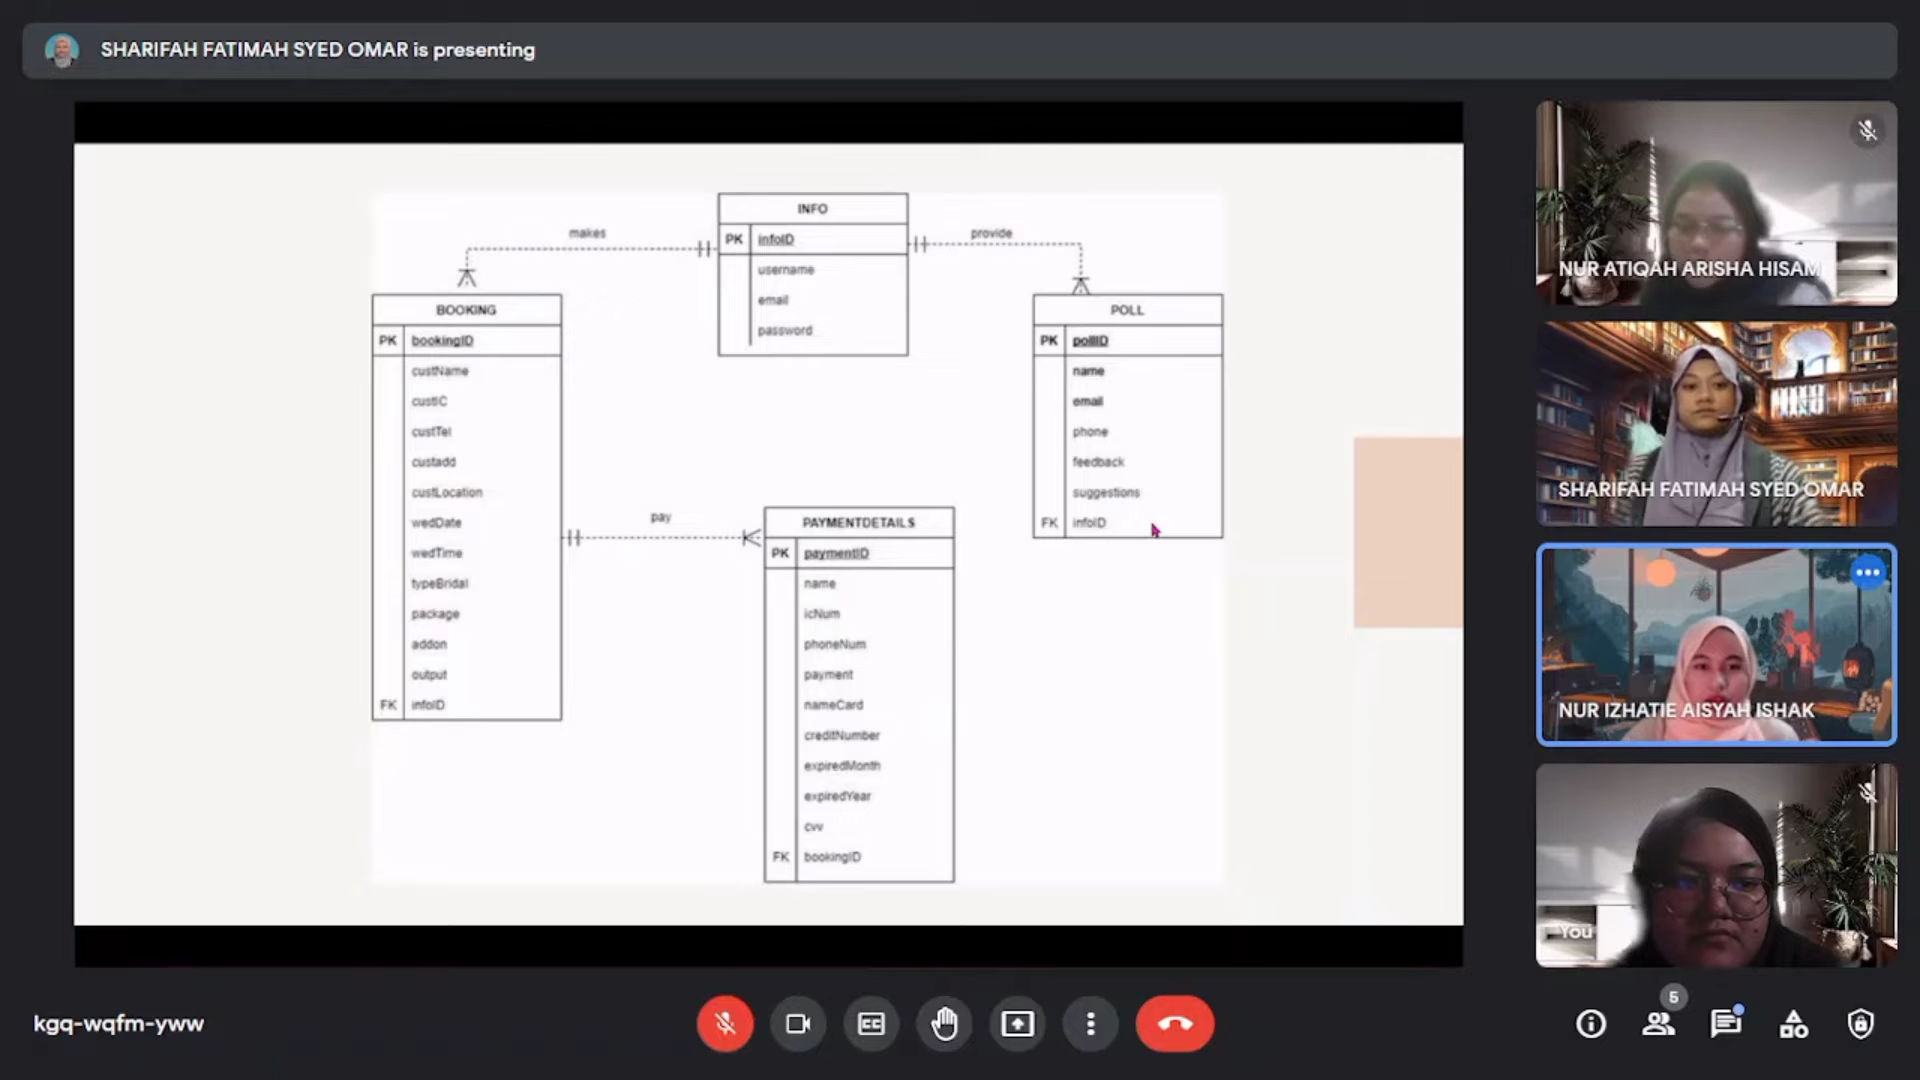 SHARIFAH FATIMAH SYED OMAR is presenting
INFO
PK infoID
username
email
password
makes
provide
BOOKING
PK bookingID
custName
custIC
custTel
custadd
custLocation
wedDate
wedTime
typeBridal
package
addon
output
FK infoID
pay
PAYMENTDETAILS
PK paymentID
name
icNum
phoneNum
payment
nameCard
creditNumber
expiredMonth
expiredYear
cvv
FK bookingID
POLL
PK pollID
name
email
phone
feedback
suggestions
FK infoID
NUR ATIQAH ARISHA HISAM
SHARIFAH FATIMAH SYED OMAR
NUR IZHATIE AISYAH ISHAK
You
kgq-wqfm-yww
CC
5